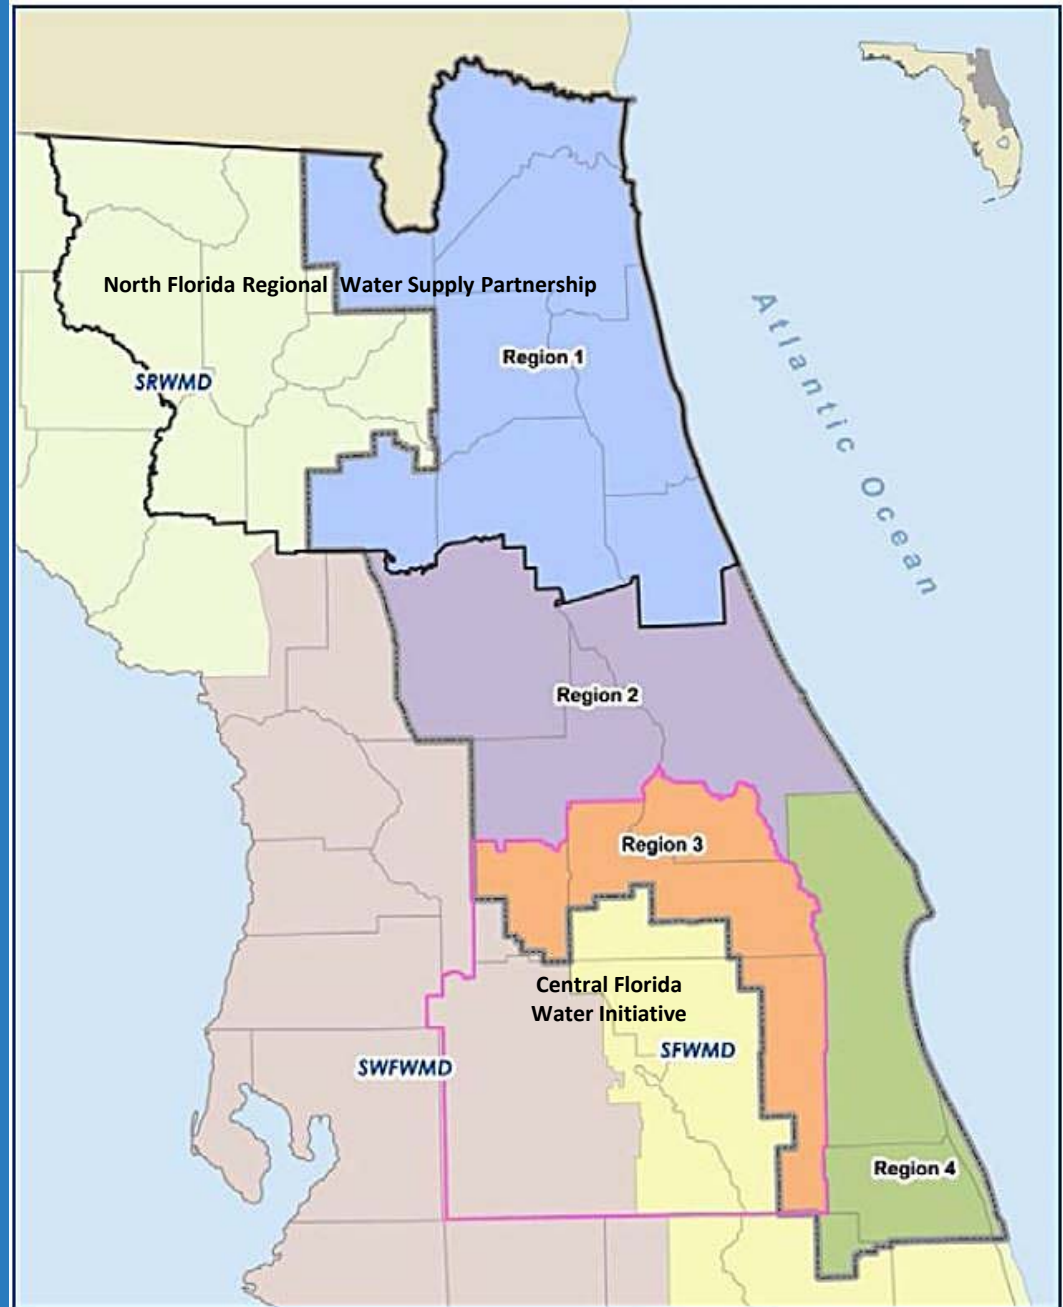 North Florida Regional Water Supply Partnership
Region 1
SRWMD
Atlantic Ocean
Region 2
Region 3
Central Florida
Water Initiative
SFWMD
SWFWMD
Region 4